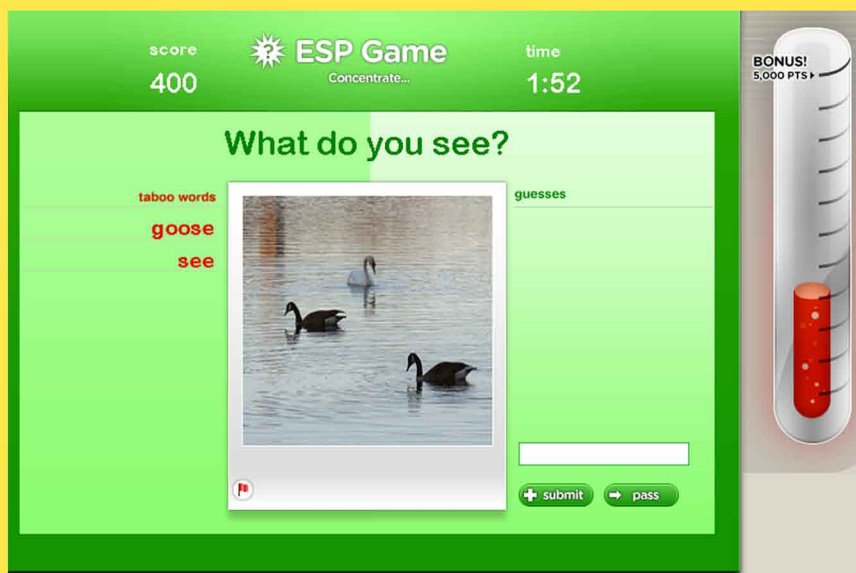 score
ESP Game
time
400
Concentrate...
1:52
BONUS!
5,000 PTS
What do you see?
taboo words
guesses
goose
see
submit
pass